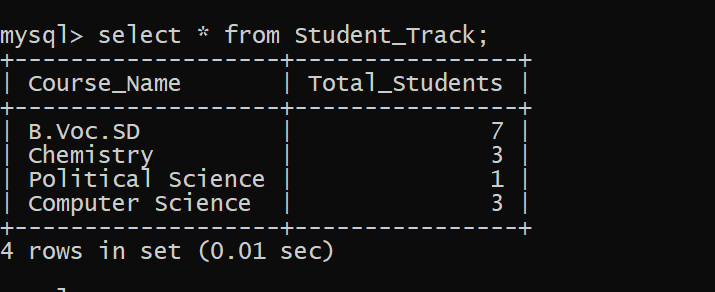 mysql> select * from Student_Track;
+-------------------+----------------+
| Course_Name       | Total_Students |
+-------------------+----------------+
| B.Voc.SD          |              7 |
| Chemistry         |              3 |
| Political Science |              1 |
| Computer Science  |              3 |
+-------------------+----------------+
4 rows in set (0.01 sec)